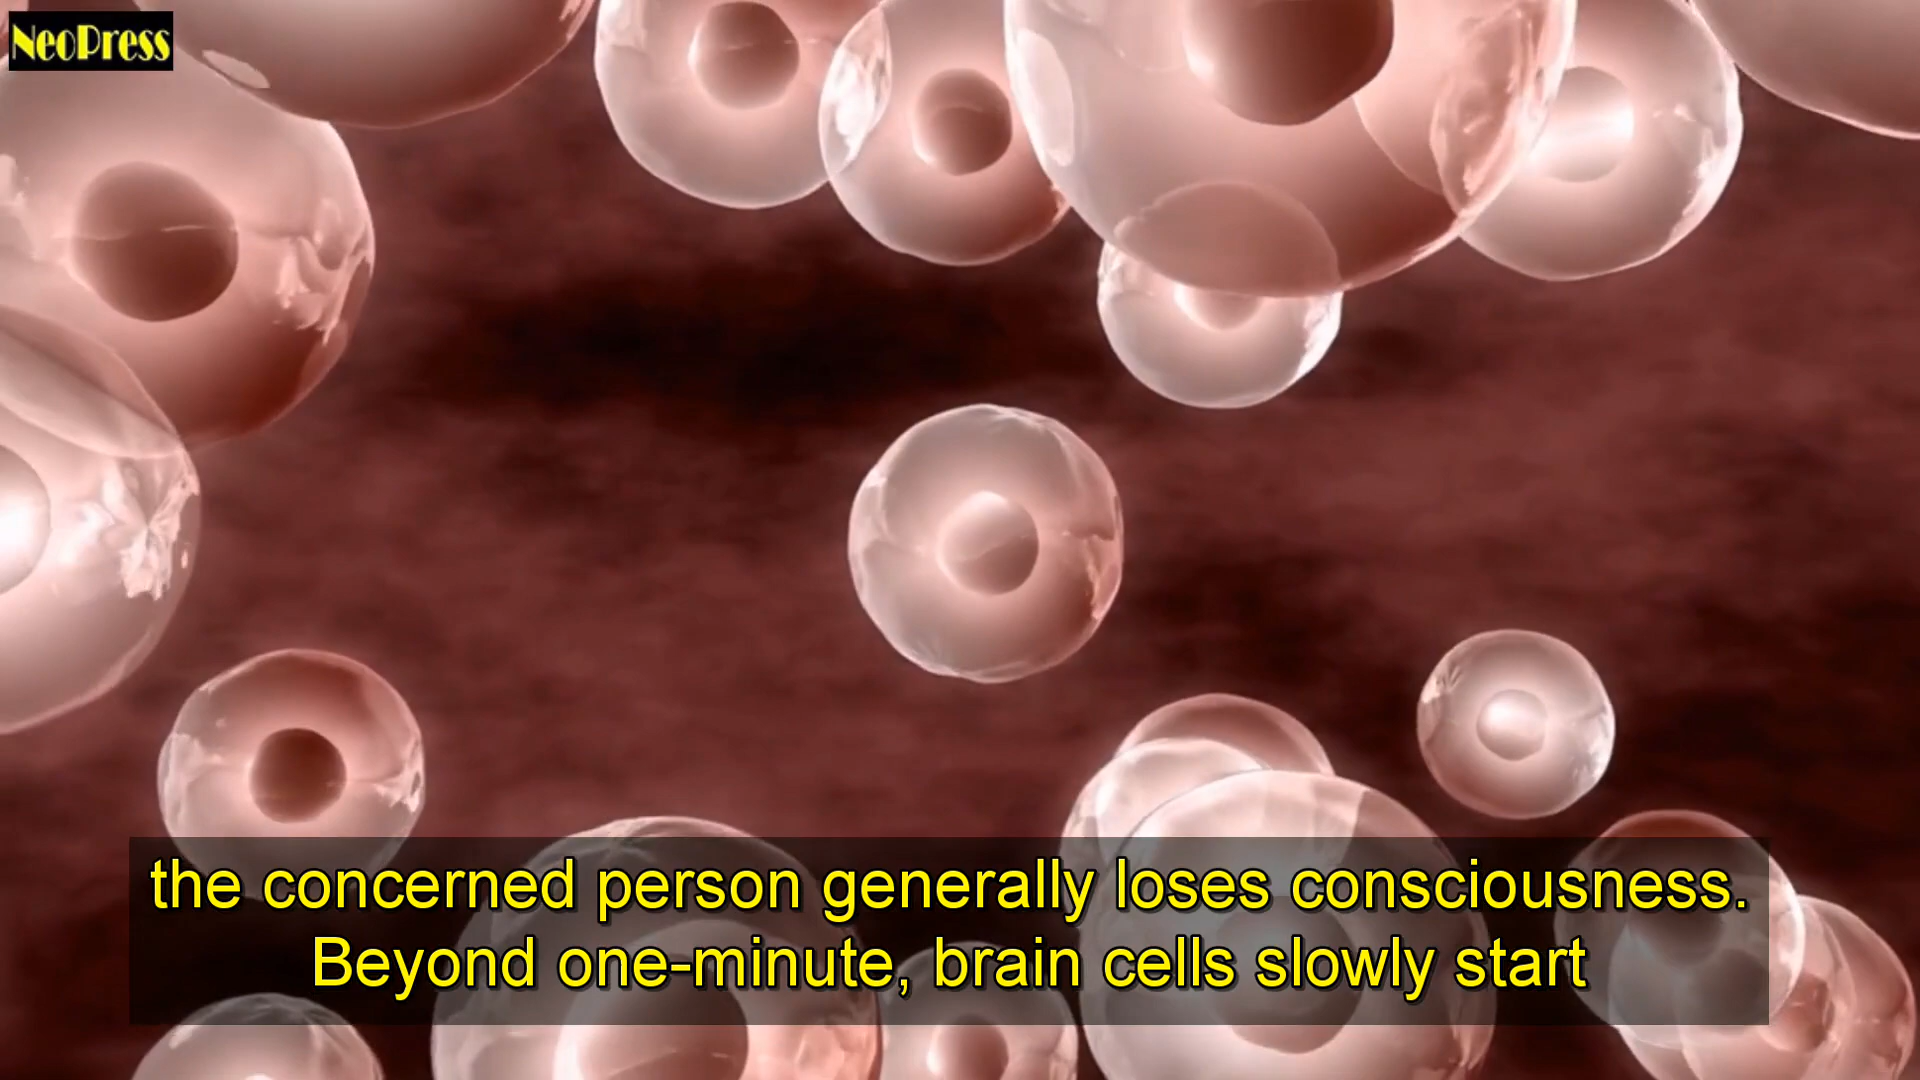 NeoPress
the concerned person generally loses consciousness.
Beyond one-minute, brain cells slowly start